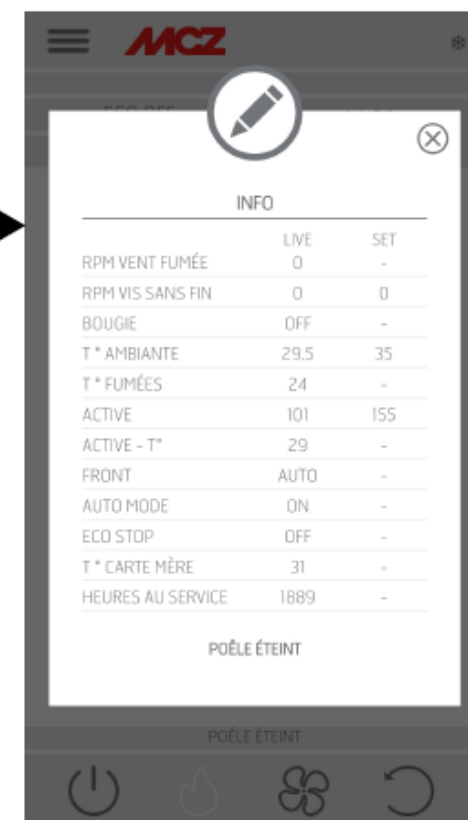 MCZ
INFO
LIVE SET
RPM VENT FUMÉE 0 -
RPM VIS SANS FIN 0 0
BOUGIE OFF -
T° AMBIANTE 29.5 35
T° FUMÉES 24 -
ACTIVE 101 155
ACTIVE - T° 29 -
FRONT AUTO -
AUTO MODE ON -
ECO STOP OFF -
T° CARTE MÈRE 31 -
HEURES AU SERVICE 1889 -
POÊLE ÉTEINT
POÊLE ÉTEINT